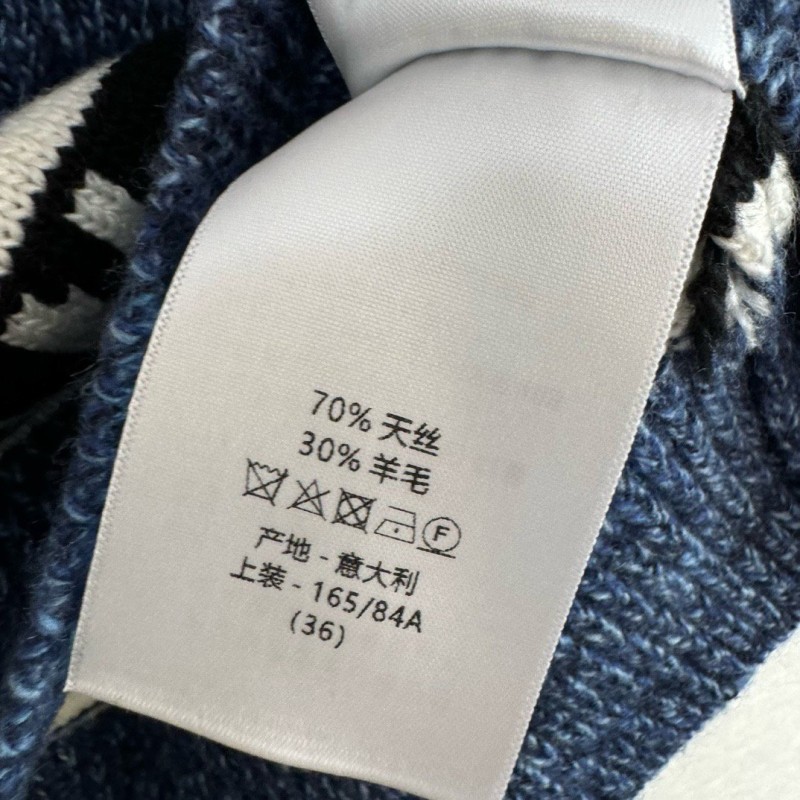 70% 天丝
30% 羊毛
F
产地 - 意大利
上装 - 165/84A
(36)